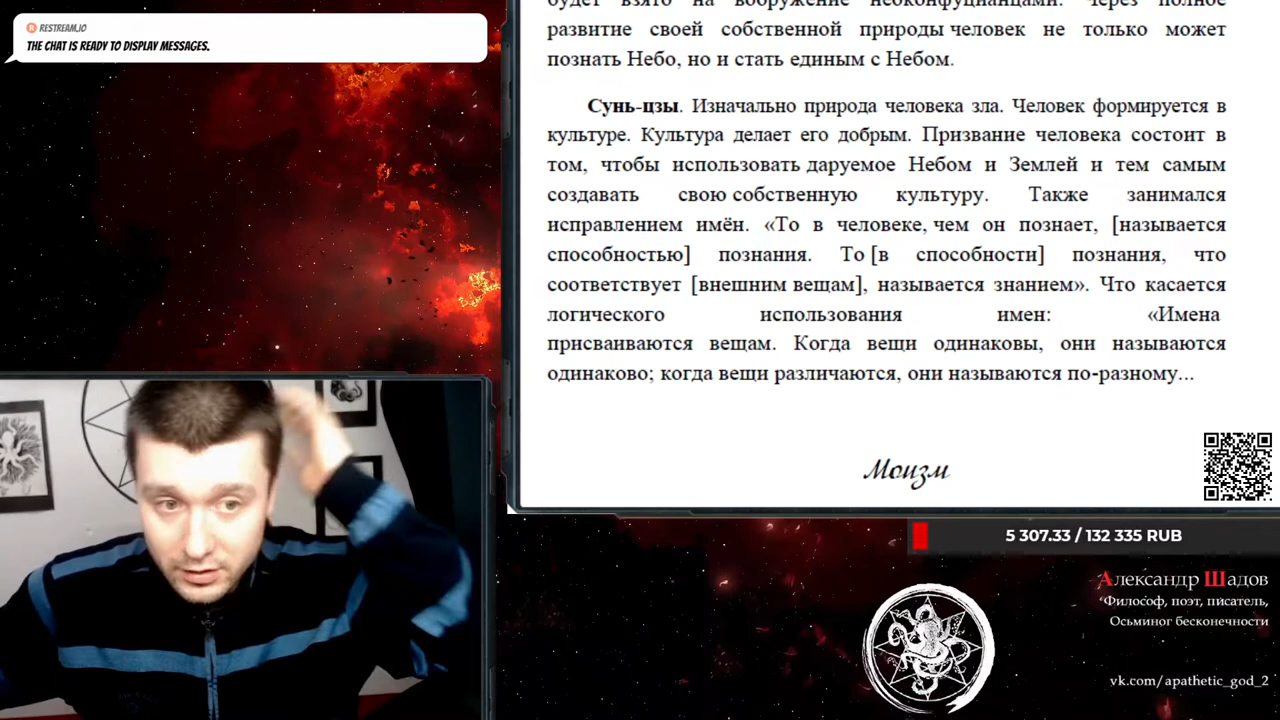 RESTREAM.IO
THE CHAT IS READY TO DISPLAY MESSAGES.
будет взято на вооружение неоконфуцианцами. Через полное
развитие своей собственной природы человек не только может
познать Небо, но и стать единым с Небом.
Сунь-цзы. Изначально природа человека зла. Человек формируется в
культуре. Культура делает его добрым. Призвание человека состоит в
том, чтобы использовать даруемое Небом и Землей и тем самым
создавать свою собственную культуру. Также занимался
исправлением имён. «То в человеке, чем он познает, [называется
способностью] познания. То [в способности] познания, что
соответствует [внешним вещам], называется знанием». Что касается
логического использования имен: «Имена
присваиваются вещам. Когда вещи одинаковы, они называются
одинаково; когда вещи различаются, они называются по-разному...
Моизм
5 307.33 / 132 335 RUB
Александр Шадов
Философ, поэт, писатель,
Осьминог бесконечности
vk.com/apathetic_god_2